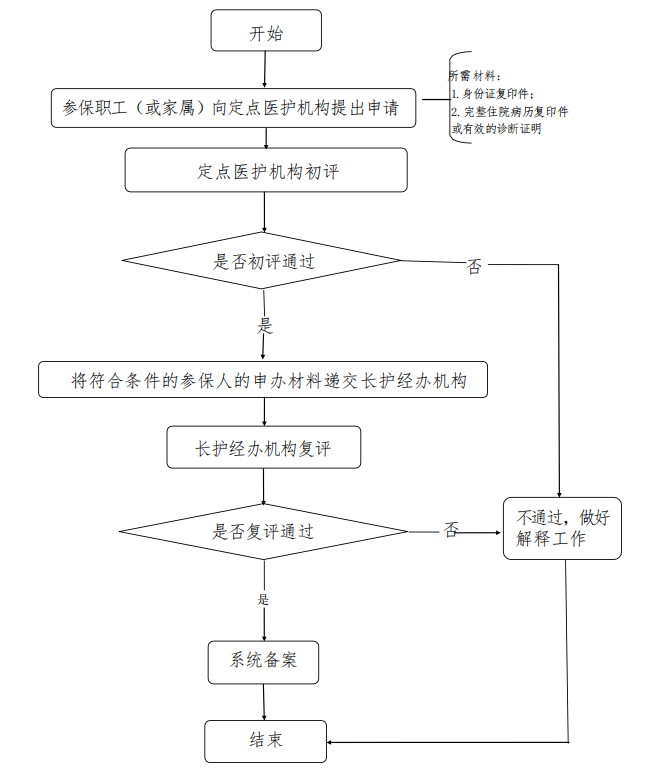 开始
参保职工（或家属）向定点医护机构提出申请
所需材料：
1.身份证复印件；
2.完整住院病历复印件
或有效的诊断证明
定点医护机构初评
是否初评通过
否
是
将符合条件的参保人的申办材料递交长护经办机构
长护经办机构复评
是否复评通过
否
不通过，做好
解释工作
是
系统备案
结束